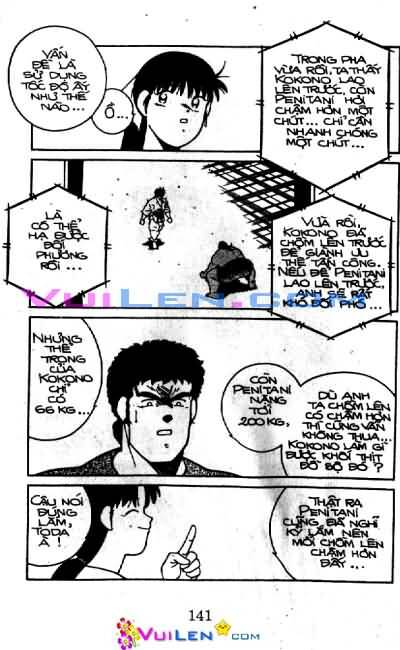 VẤN
ĐỀ LÀ
SỬ DỤNG
TỐC ĐỘ ẤY
NHƯ THẾ
NÀO...
Ồ...
TRONG PHA
VỪA RỒI, TA THẤY
KOKONO LAO
LÊN TRƯỚC, CÒN
PENITANI HƠI
CHẬM HƠN MỘT
CHÚT... CHỈ CẦN
NHANH CHÓNG
MỘT CHÚT...
LÀ
CÓ THỂ
HẠ ĐƯỢC
ĐỐI
PHƯƠNG
RỒI...
VỪA RỒI,
KOKONO ĐÃ
CHỒM LÊN TRƯỚC
ĐỂ GIÀNH ƯU
THẾ TẤN CÔNG.
NẾU ĐỂ PENITANI
LAO LÊN TRƯỚC,
ANH SẼ RẤT
KHÓ ĐỐI PHÓ...
VUILEN.COM
NHƯNG
THỂ
TRỌNG
CỦA
KOKONO
CHỈ
CÓ
66 KG...
CÒN
PENITANI
NẶNG
TỚI
200KG,
DÙ ANH
TA CHỒM LÊN
CÓ CHẬM HƠN
THÌ CŨNG VẪN
KHÔNG THUA...
KOKONO LÀM GÌ
ĐƯỢC KHỐI THỊT
ĐỒ SỘ ĐÓ?
CẬU NÓI
ĐÚNG
LẮM,
TODA
Ạ!
THẬT RA
PENITANI
CŨNG ĐÃ NGHĨ
KỸ LẮM NÊN
MỚI CHỒM LÊN
CHẬM HƠN
ĐẤY...
141
VUILEN.COM